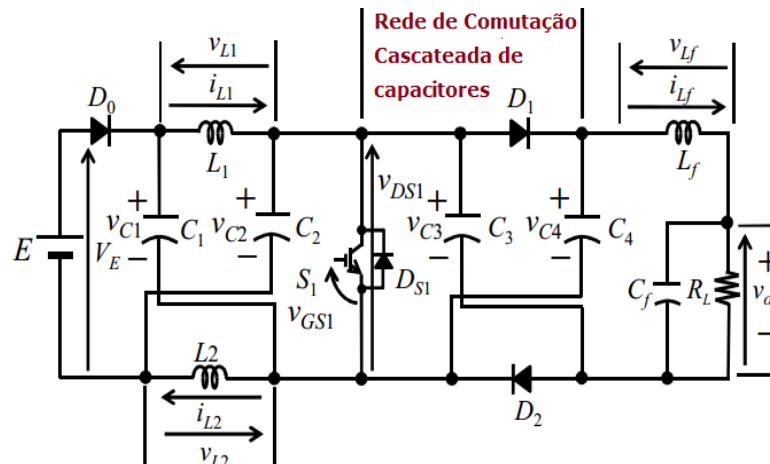 Rede de Comutação
Cascateada de
capacitores
v_L1
i_L1
v_Lf
i_Lf
D_0
L_1
D_1
L_f
E
V_E
+
v_C1
−
C_1
+
v_C2
−
C_2
S_1
v_GS1
D_S1
v_DS1
+
v_C3
−
C_3
+
v_C4
−
C_4
C_f
R_L
+
v_o
−
L2
i_L2
v_L2
D_2